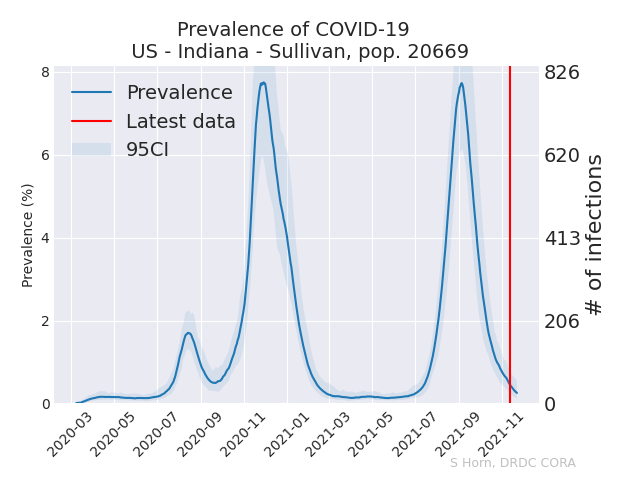 Prevalence of COVID-19
US - Indiana - Sullivan, pop. 20669
Prevalence
Latest data
95CI
Prevalence (%)
8
6
4
2
0
826
620
413
206
0
# of infections
2020-03
2020-05
2020-07
2020-09
2020-11
2021-01
2021-03
2021-05
2021-07
2021-09
2021-11
S Horn, DRDC CORA